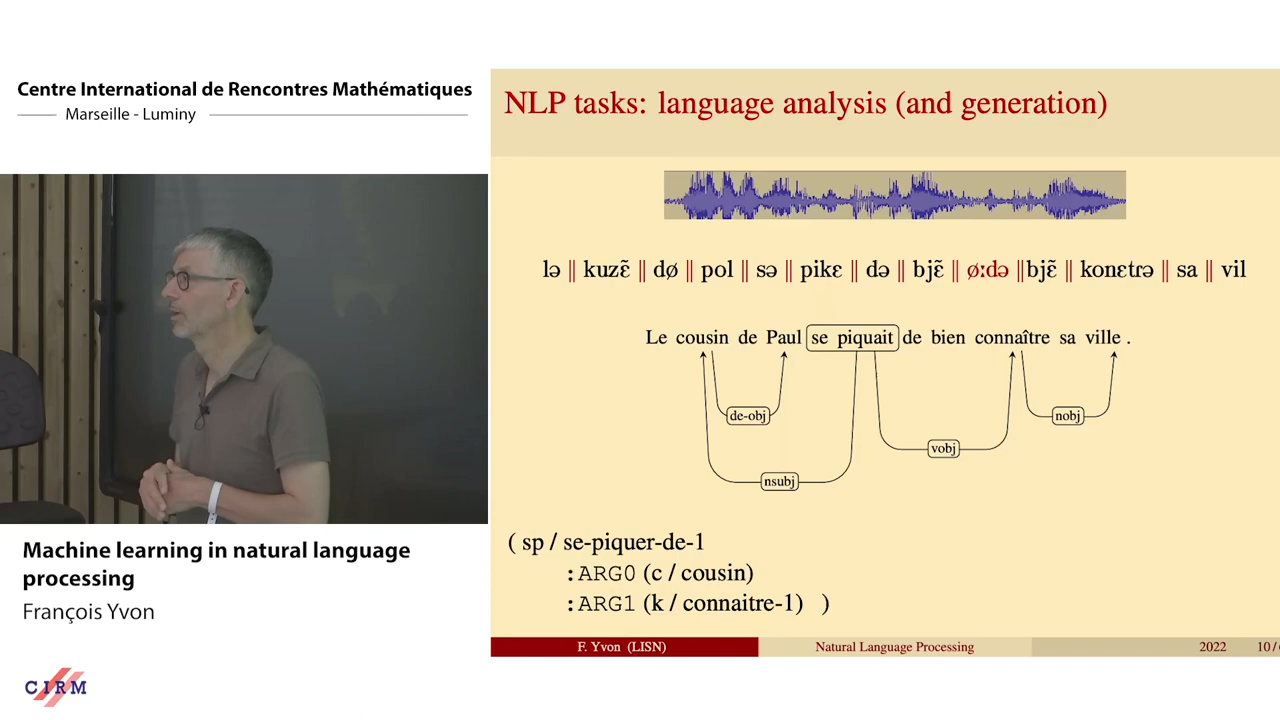 Centre International de Rencontres Mathématiques
Marseille - Luminy
NLP tasks: language analysis (and generation)
lə || kuzɛ̃ || dø || pol || sə || pikɛ || də || bjɛ̃ || øːdə ||bjɛ̃ || konɛtrə || sa || vil
Le cousin de Paul se piquait de bien connaître sa ville .
de-obj
nobj
vobj
nsubj
( sp / se-piquer-de-1
:ARG0 (c / cousin)
:ARG1 (k / connaitre-1) )
Machine learning in natural language
processing
François Yvon
F. Yvon (LISN) Natural Language Processing 2022 10 /
CIRM